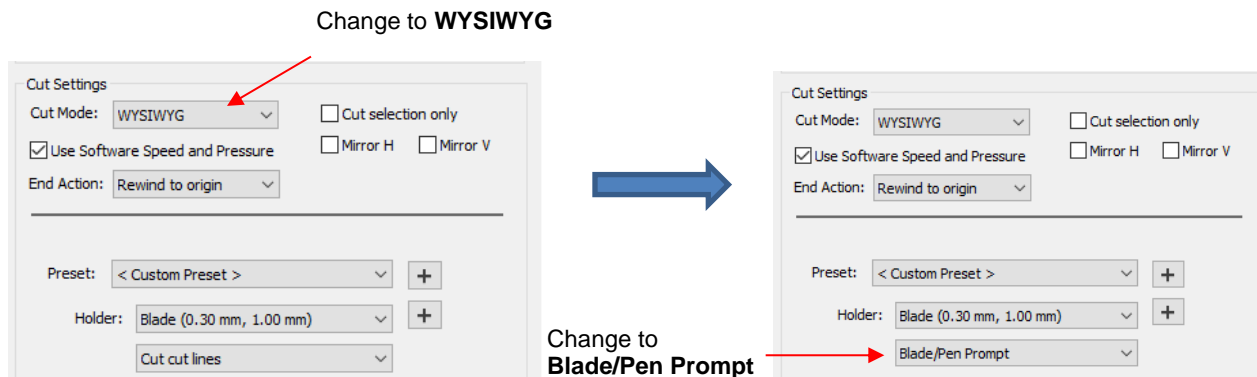 Change to WYSIWYG
Cut Settings
Cut Mode: WYSIWYG
Cut selection only
Use Software Speed and Pressure
Mirror H Mirror V
End Action: Rewind to origin
Preset: < Custom Preset > +
Holder: Blade (0.30 mm, 1.00 mm) +
Cut cut lines
Change to
Blade/Pen Prompt
Cut Settings
Cut Mode: WYSIWYG
Cut selection only
Use Software Speed and Pressure
Mirror H Mirror V
End Action: Rewind to origin
Preset: < Custom Preset > +
Holder: Blade (0.30 mm, 1.00 mm) +
Blade/Pen Prompt